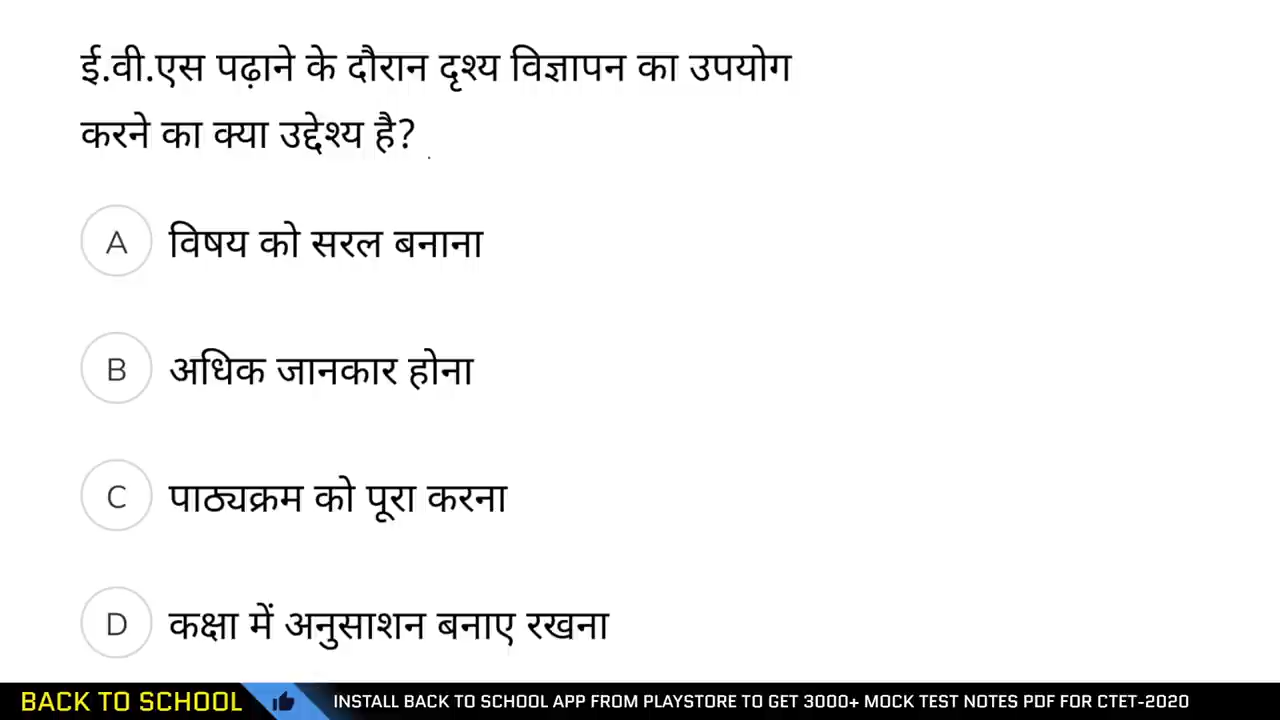 ई.वी.एस पढ़ाने के दौरान दृश्य विज्ञापन का उपयोग
करने का क्या उद्देश्य है?
A विषय को सरल बनाना
B अधिक जानकार होना
C पाठ्यक्रम को पूरा करना
D कक्षा में अनुसाशन बनाए रखना
BACK TO SCHOOL INSTALL BACK TO SCHOOL APP FROM PLAYSTORE TO GET 3000+ MOCK TEST NOTES PDF FOR CTET-2020